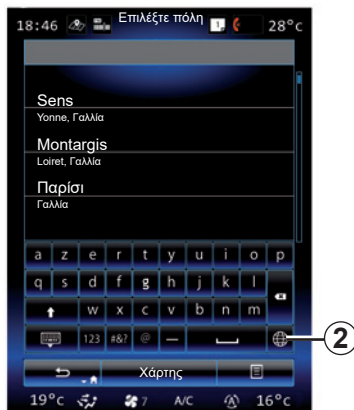 18:46 Επιλέξτε πόλη 1 28°c
Sens
Yonne, Γαλλία
Montargis
Loiret, Γαλλία
Παρίσι
Γαλλία
a z e r t y u i o p
q s d f g h j k l
w x c v b n m
123 #&? @ —
2
Χάρτης
19°c 7 A/C A 16°c